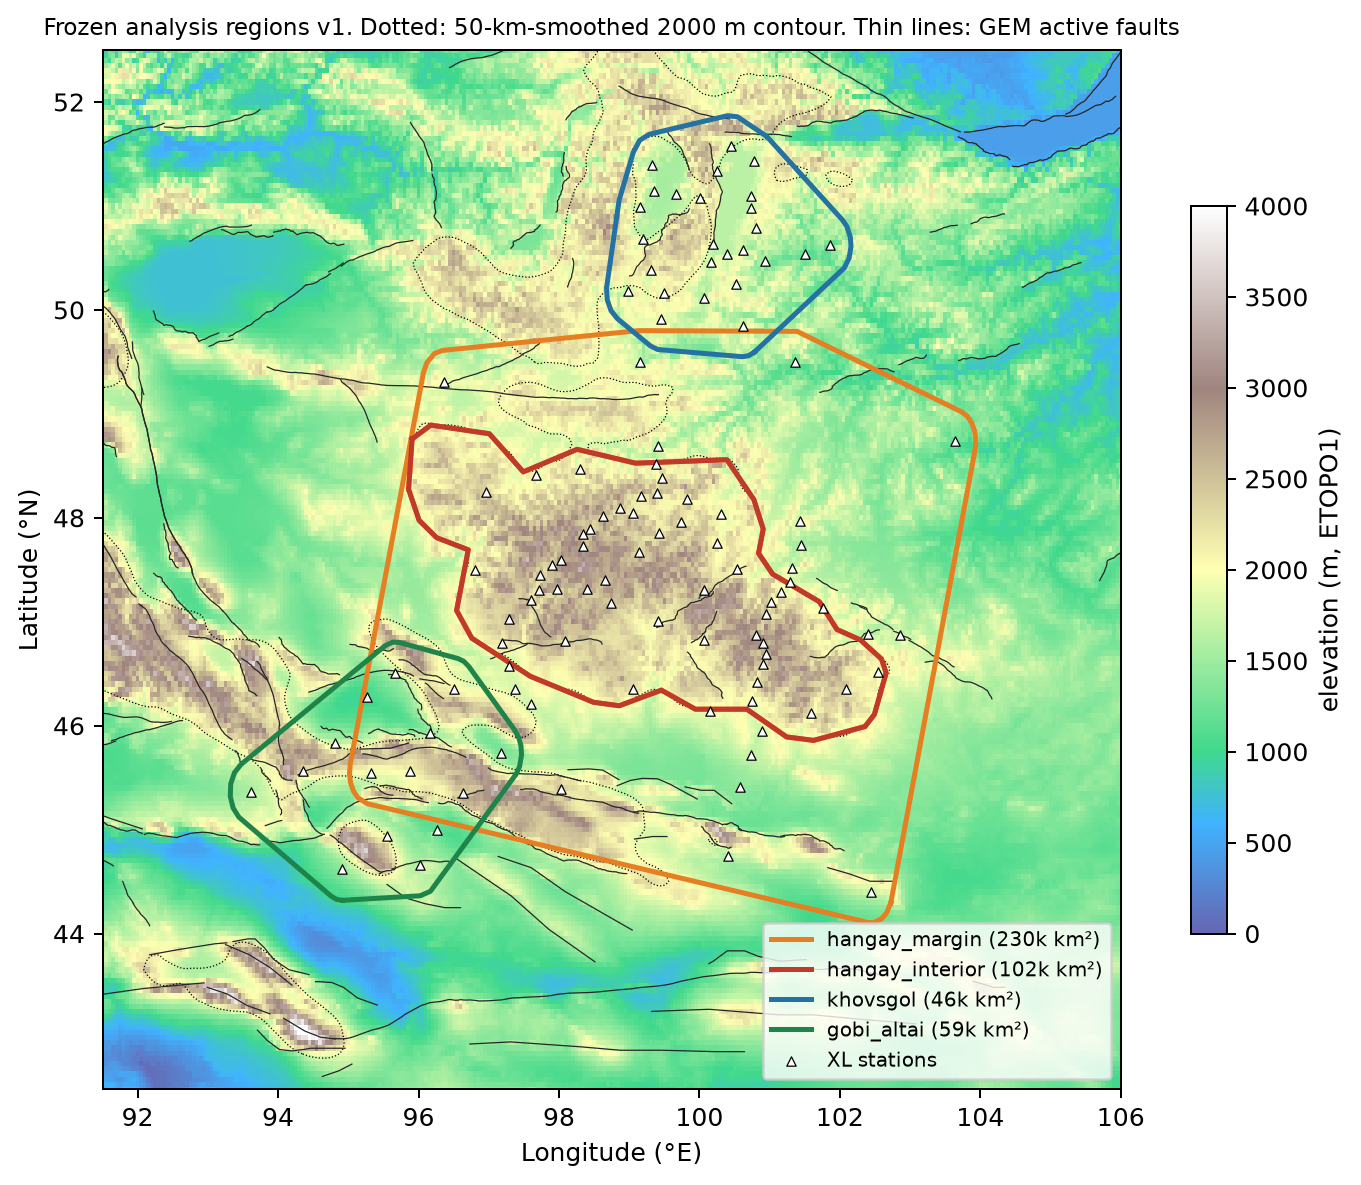 Frozen analysis regions v1. Dotted: 50-km-smoothed 2000 m contour. Thin lines: GEM active faults
52
50
48
46
44
Latitude (°N)
92
94
96
98
100
102
104
106
Longitude (°E)
hangay_margin (230k km²)
hangay_interior (102k km²)
khovsgol (46k km²)
gobi_altai (59k km²)
XL stations
4000
3500
3000
2500
2000
1500
1000
500
0
elevation (m, ETOPO1)